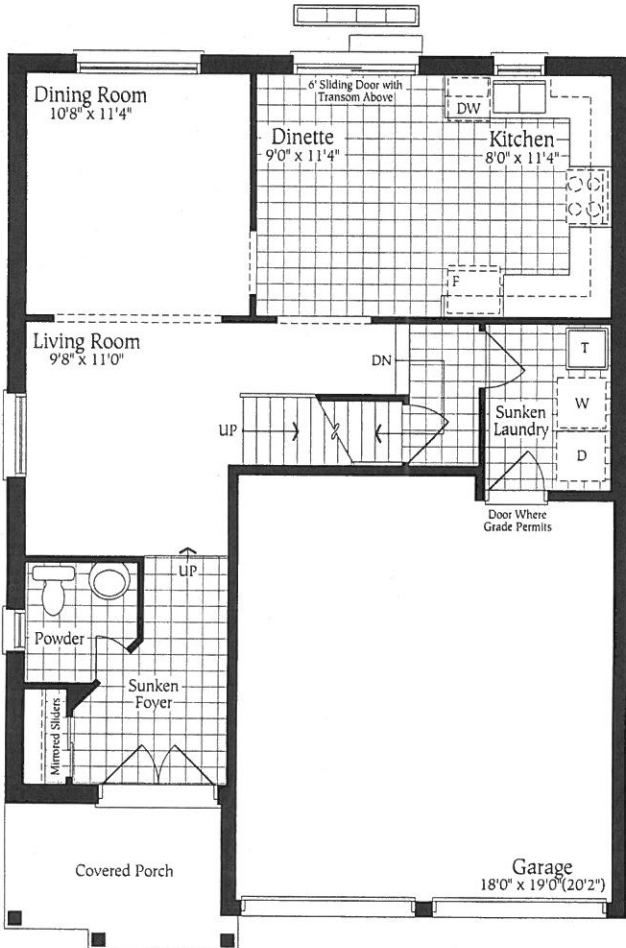 6' Sliding Door with
Transom Above
Dining Room
10'8" x 11'4"
DW
Dinette
9'0" x 11'4"
Kitchen
8'0" x 11'4"
F
Living Room
9'8" x 11'0"
DN
T
W
Sunken
Laundry
UP
D
Door Where
Grade Permits
UP
Powder
Sunken
Foyer
Mirrored Sliders
Covered Porch
Garage
18'0" x 19'0"(20'2")